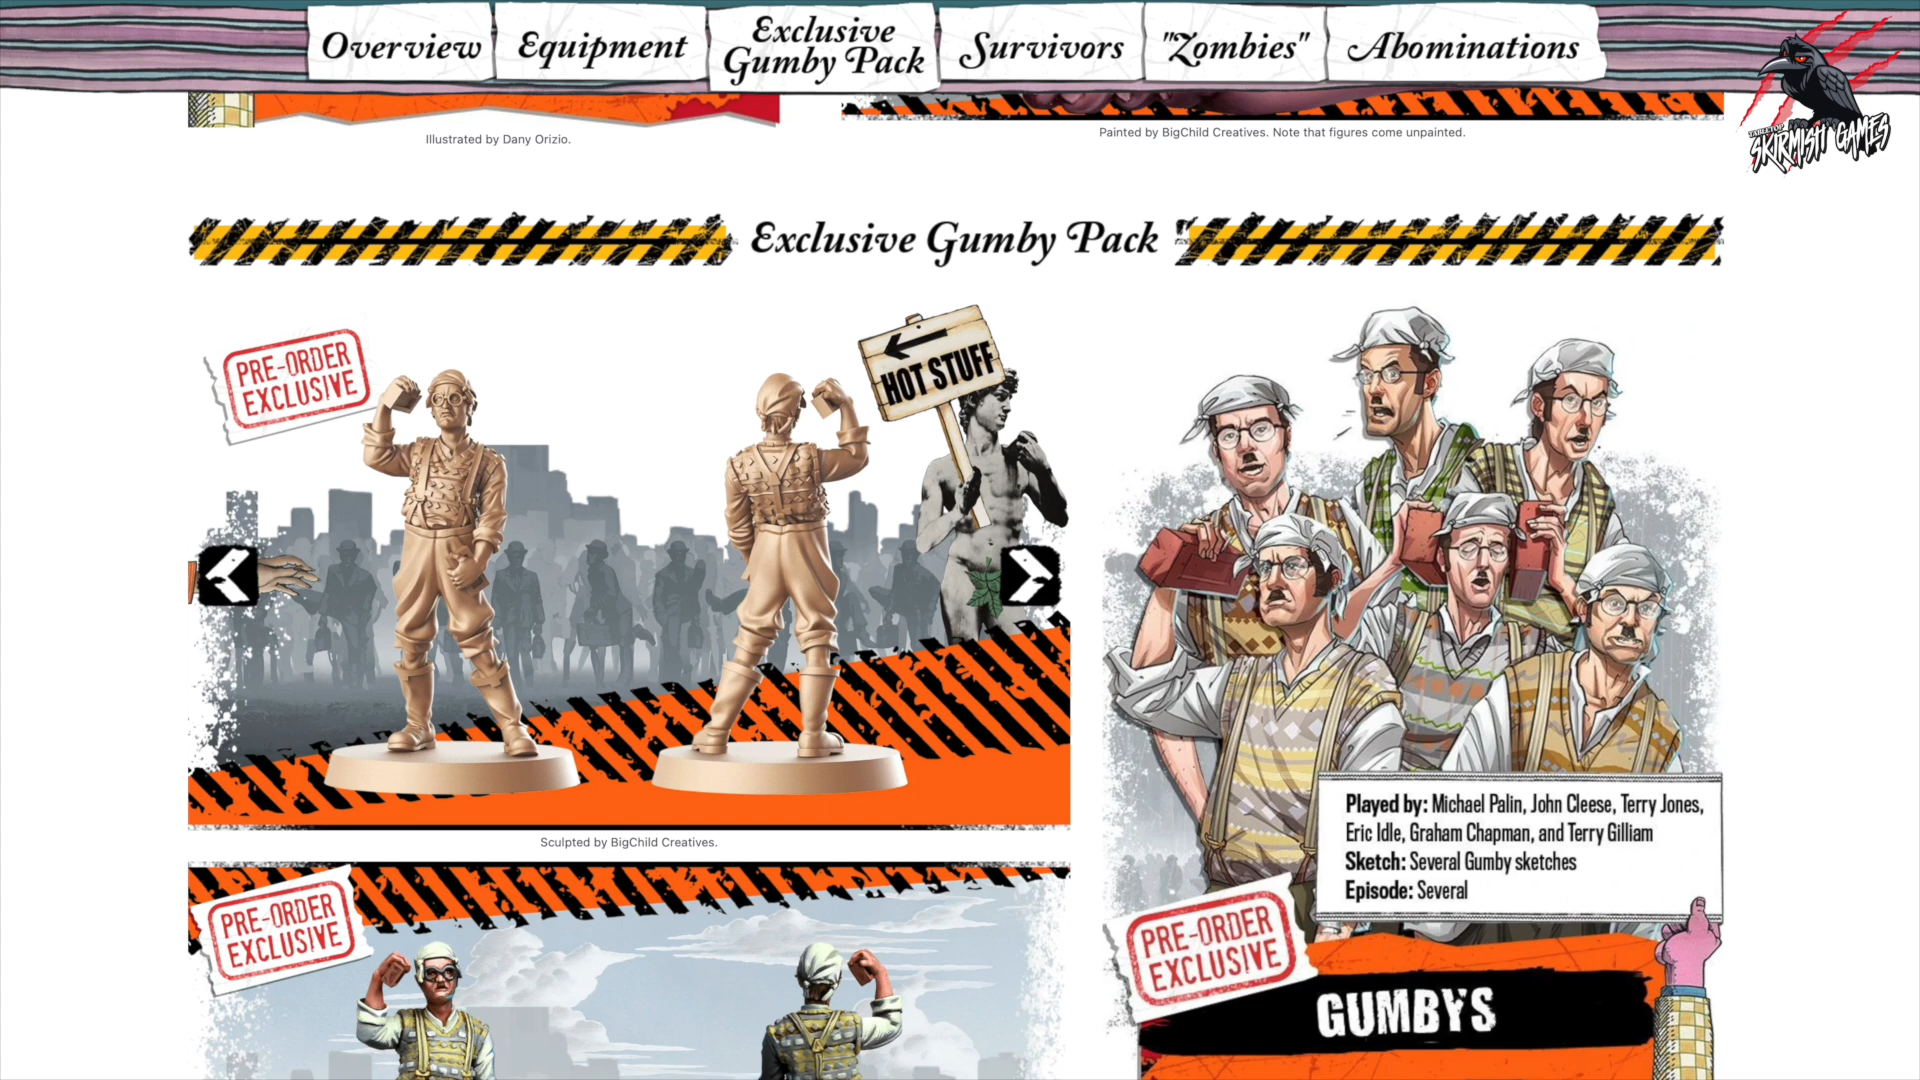 Overview
Equipment
Exclusive
Gumby Pack
Survivors
"Zombies"
Abominations
TABLETOP
SKIRMISH GAMES
Illustrated by Dany Orizio.
Painted by BigChild Creatives. Note that figures come unpainted.
Exclusive Gumby Pack
PRE-ORDER
EXCLUSIVE
HOT STUFF
Sculpted by BigChild Creatives.
Played by: Michael Palin, John Cleese, Terry Jones,
Eric Idle, Graham Chapman, and Terry Gilliam
Sketch: Several Gumby sketches
Episode: Several
PRE-ORDER
EXCLUSIVE
PRE-ORDER
EXCLUSIVE
GUMBYS